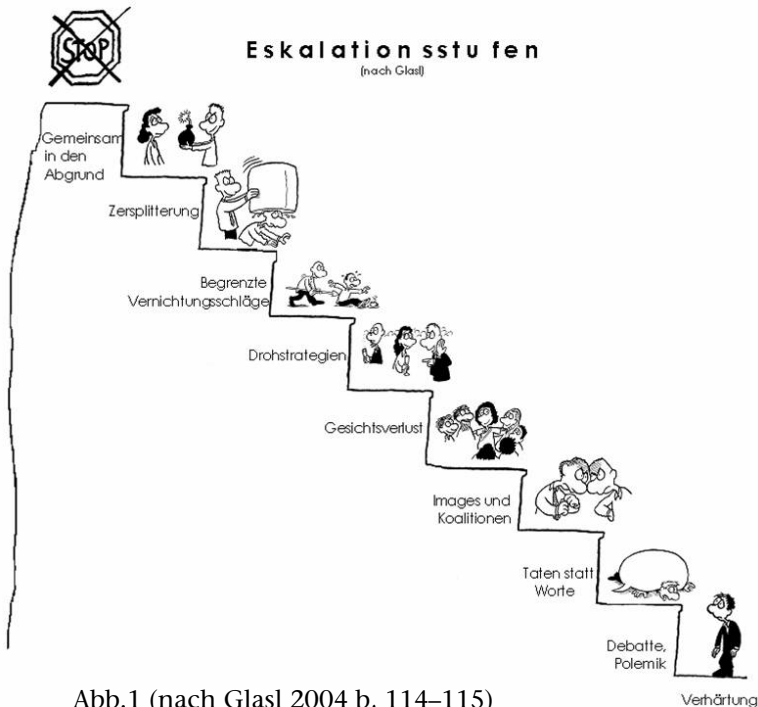 STOP
Eskalation sstu fen
(nach Glasl)
Gemeinsam
in den
Abgrund
Zersplitterung
Begrenzte
Vernichtungsschläge
Drohstrategien
Gesichtsverlust
Images und
Koalitionen
Taten statt
Worte
Debatte,
Polemik
Verhärtung
Abb.1 (nach Glasl 2004 b, 114–115)